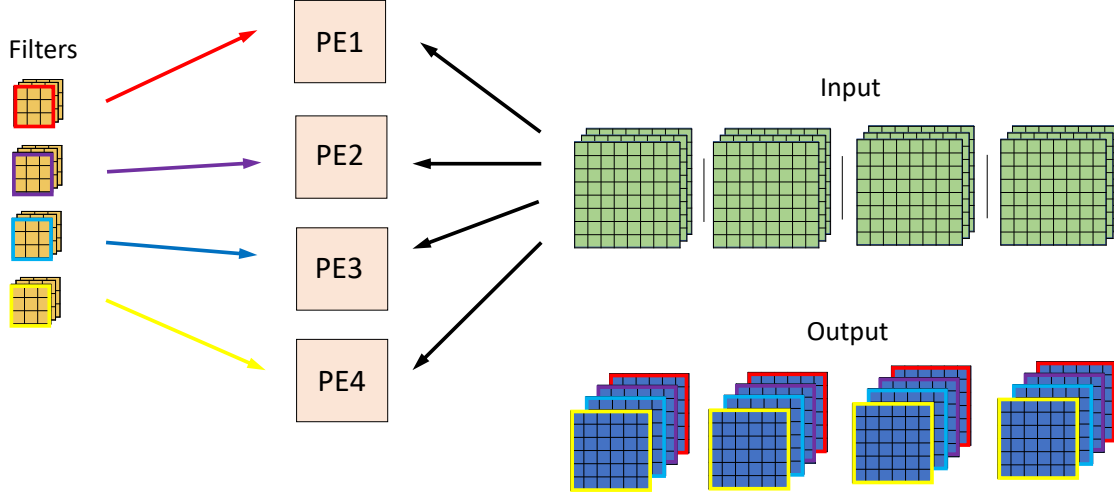 Filters
PE1
PE2
PE3
PE4
Input
Output